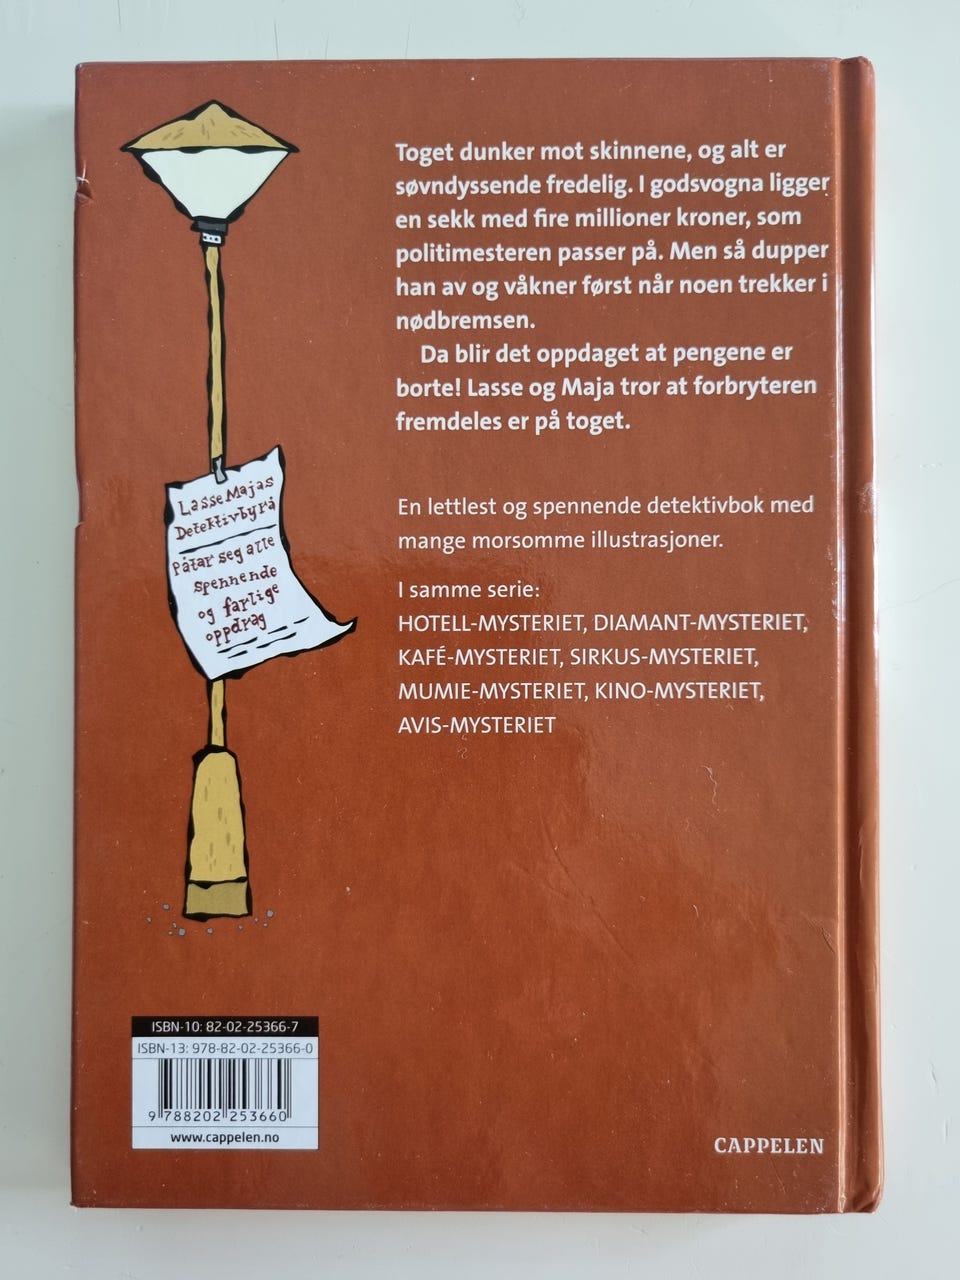 Toget dunker mot skinnene, og alt er
søvndyssende fredelig. I godsvogna ligger
en sekk med fire millioner kroner, som
politimesteren passer på. Men så dupper
han av og våkner først når noen trekker i
nødbremsen.
Da blir det oppdaget at pengene er
borte! Lasse og Maja tror at forbryteren
fremdeles er på toget.
En lettlest og spennende detektivbok med
mange morsomme illustrasjoner.
I samme serie:
HOTELL-MYSTERIET, DIAMANT-MYSTERIET,
KAFÉ-MYSTERIET, SIRKUS-MYSTERIET,
MUMIE-MYSTERIET, KINO-MYSTERIET,
AVIS-MYSTERIET
LasseMajas
Detektivbyrå
Påtar seg alle
spennende
og farlige
oppdrag
ISBN-10: 82-02-25366-7
ISBN-13: 978-82-02-25366-0
9 788202 253660
www.cappelen.no
CAPPELEN